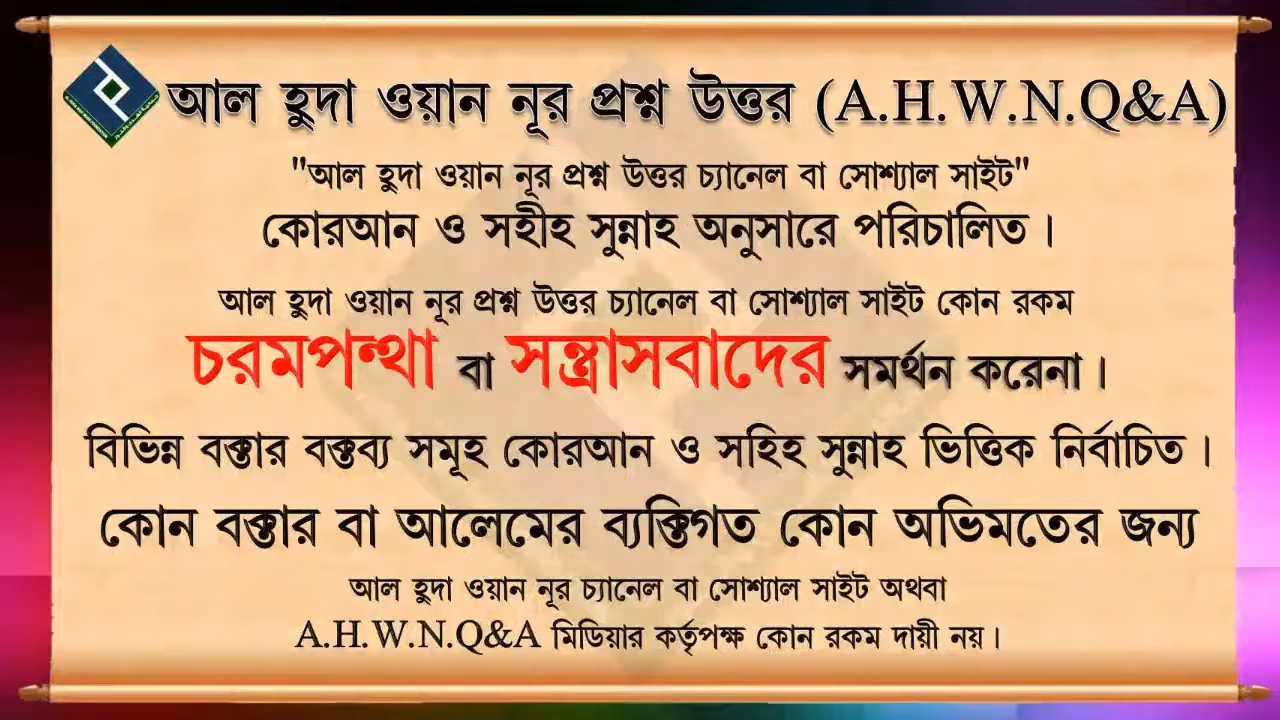 আল হুদা ওয়ান নূর প্রশ্ন উত্তর (A.H.W.N.Q&A)
"আল হুদা ওয়ান নূর প্রশ্ন উত্তর চ্যানেল বা সোশ্যাল সাইট"
কোরআন ও সহীহ সুন্নাহ অনুসারে পরিচালিত।
আল হুদা ওয়ান নূর প্রশ্ন উত্তর চ্যানেল বা সোশ্যাল সাইট কোন রকম
চরমপন্থা বা সন্ত্রাসবাদের সমর্থন করেনা।
বিভিন্ন বক্তার বক্তব্য সমূহ কোরআন ও সহিহ সুন্নাহ ভিত্তিক নির্বাচিত।
কোন বক্তার বা আলেমের ব্যক্তিগত কোন অভিমতের জন্য
আল হুদা ওয়ান নূর চ্যানেল বা সোশ্যাল সাইট অথবা
A.H.W.N.Q&A মিডিয়ার কর্তৃপক্ষ কোন রকম দায়ী নয়।